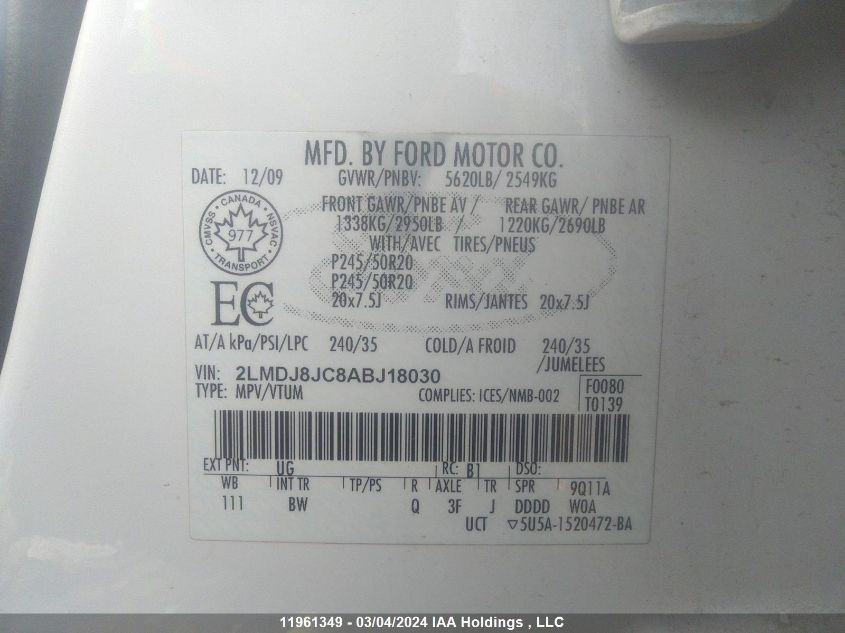 MFD. BY FORD MOTOR CO.
DATE: 12/09 GVWR/PNBV: 5620LB/ 2549KG
FRONT GAWR/PNBE AV / REAR GAWR/ PNBE AR
1338KG/2950LB / 1220KG/2690LB
WITH/AVEC TIRES/PNEUS
CMVSS · CANADA · NSVAC
977
TRANSPORT
P245/50R20
P245/50R20
20x7.5J RIMS/JANTES 20x7.5J
EC
AT/A kPa/PSI/LPC 240/35 COLD/A FROID 240/35
/JUMELEES
VIN: 2LMDJ8JC8ABJ18030
TYPE: MPV/VTUM COMPLIES: ICES/NMB-002
F0080
T0139
EXT PNT: UG RC: B1 DSO:
WB INT TR TP/PS R AXLE TR SPR 9Q11A
111 BW Q 3F J DDDD WOA
UCT ▽5U5A-1520472-BA
11961349 - 03/04/2024 IAA Holdings , LLC